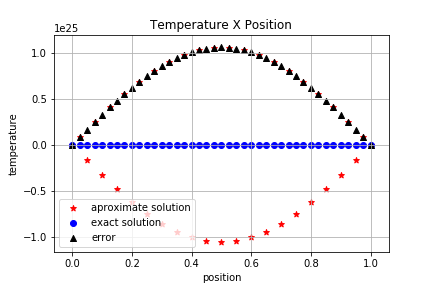 Temperature X Position
1e25
1.0
0.5
0.0
−0.5
−1.0
temperature
aproximate solution
exact solution
error
0.0 0.2 0.4 0.6 0.8 1.0
position